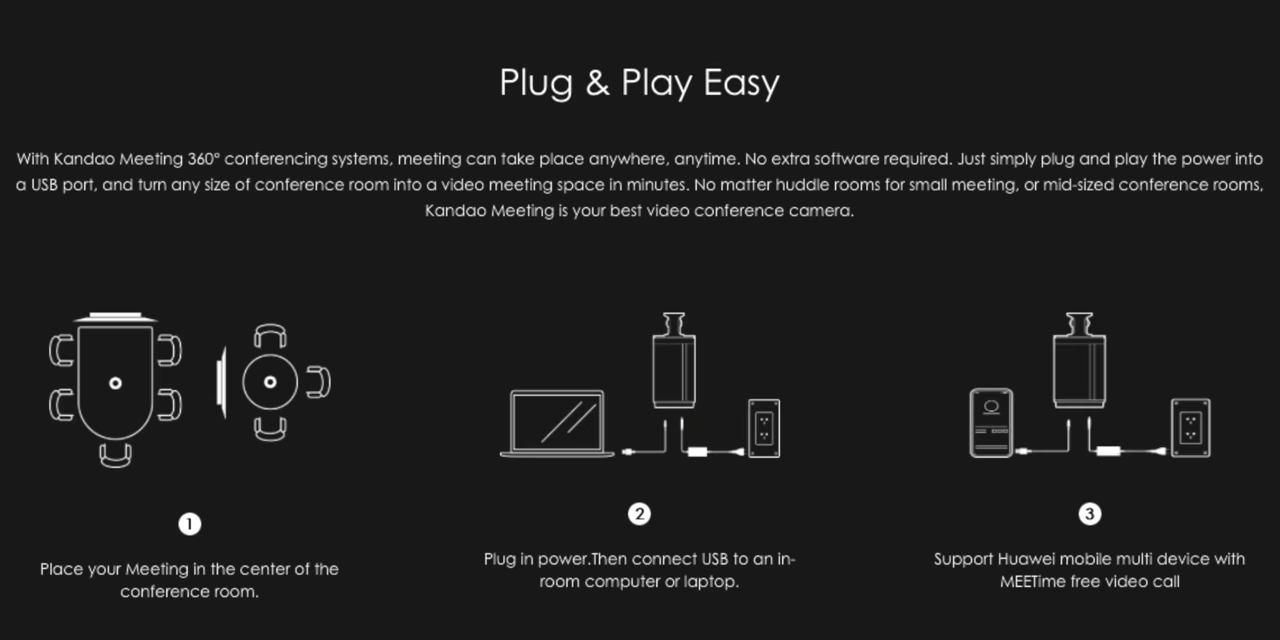 Plug & Play Easy
With Kandao Meeting 360° conferencing systems, meeting can take place anywhere, anytime. No extra software required. Just simply plug and play the power into
a USB port, and turn any size of conference room into a video meeting space in minutes. No matter huddle rooms for small meeting, or mid-sized conference rooms,
Kandao Meeting is your best video conference camera.
1
Place your Meeting in the center of the
conference room.
2
Plug in power.Then connect USB to an in-
room computer or laptop.
3
Support Huawei mobile multi device with
MEETime free video call